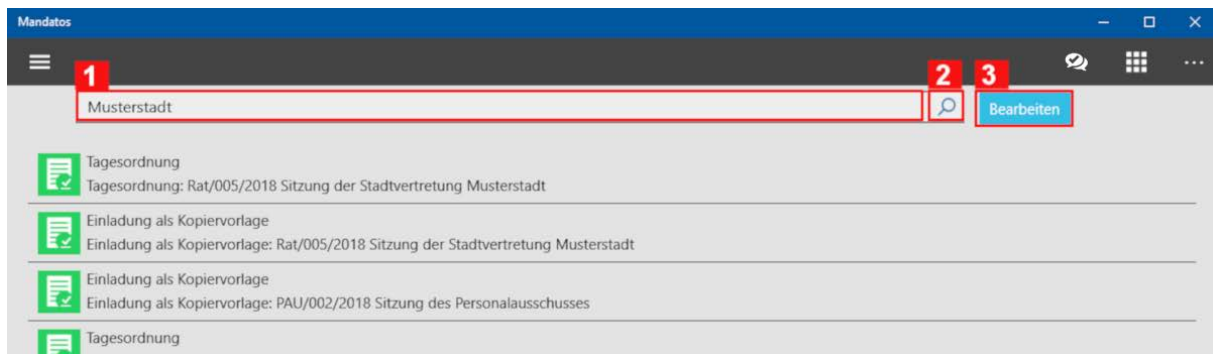 Mandatos
1
2
3
Musterstadt
Bearbeiten
Tagesordnung
Tagesordnung: Rat/005/2018 Sitzung der Stadtvertretung Musterstadt
Einladung als Kopiervorlage
Einladung als Kopiervorlage: Rat/005/2018 Sitzung der Stadtvertretung Musterstadt
Einladung als Kopiervorlage
Einladung als Kopiervorlage: PAU/002/2018 Sitzung des Personalausschusses
Tagesordnung